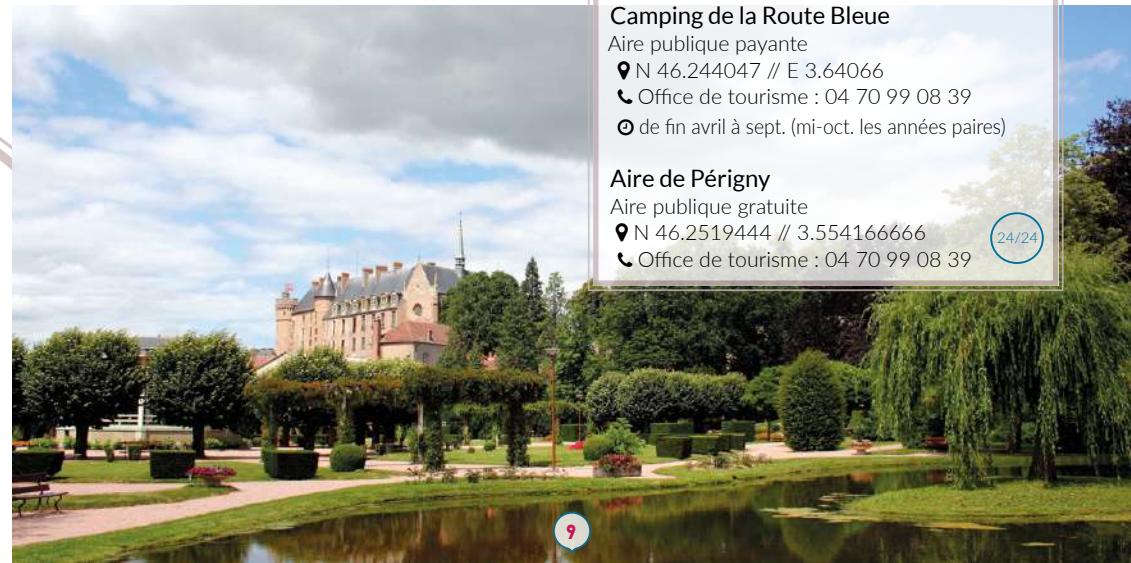 Camping de la Route Bleue
Aire publique payante
N 46.244047 // E 3.64066
Office de tourisme : 04 70 99 08 39
de fin avril à sept. (mi-oct. les années paires)
Aire de Périgny
Aire publique gratuite
N 46.2519444 // 3.554166666
24/24
Office de tourisme : 04 70 99 08 39
9